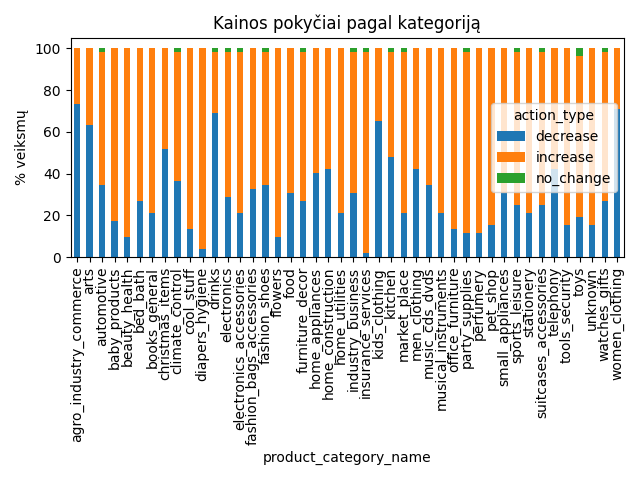 Kainos pokyčiai pagal kategoriją
% veiksmų
100
80
60
40
20
0
action_type
decrease
increase
no_change
agro_industry_commerce
arts
automotive
baby_products
beauty_health
bed_bath
books_general
christmas_items
climate_control
cool_stuff
diapers_hygiene
drinks
electronics
electronics_accessories
fashion_bags_accessories
fashion_shoes
flowers
food
furniture_decor
home_appliances
home_construction
home_utilities
industry_business
insurance_services
kids_clothing
kitchen
market_place
men_clothing
music_cds_dvds
musical_instruments
office_furniture
party_supplies
perfumery
pet_shop
small_appliances
sports_leisure
stationery
suitcases_accessories
telephony
tools_security
toys
unknown
watches_gifts
women_clothing
product_category_name